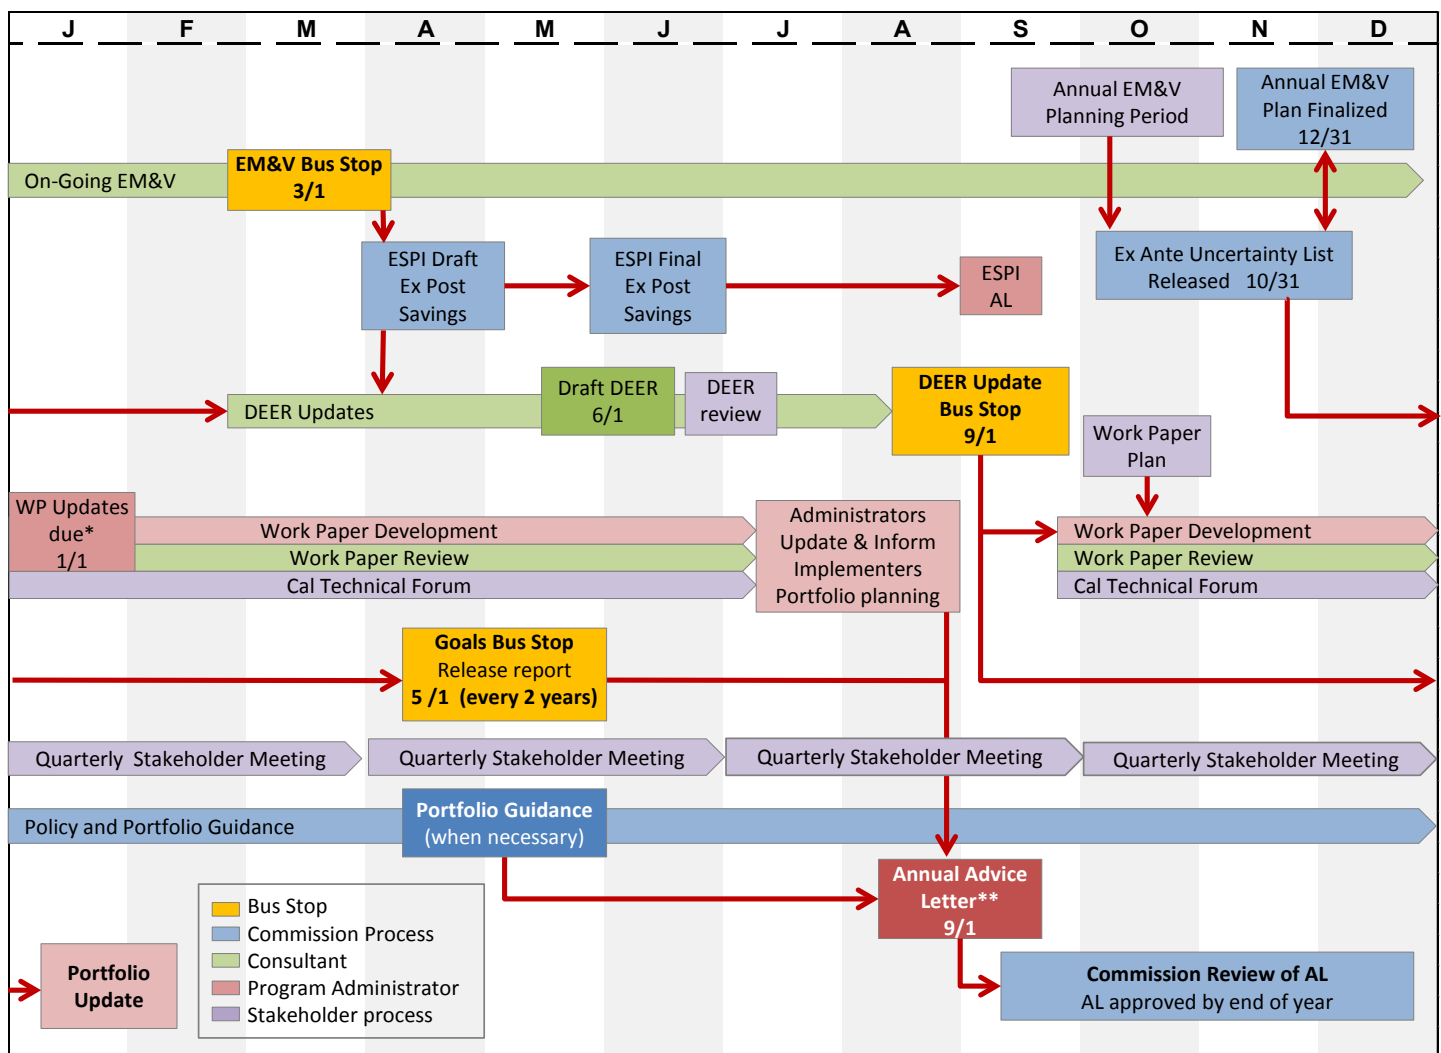 J F M A M J J A S O N D
Annual EM&V
Planning Period
Annual EM&V
Plan Finalized
12/31
On-Going EM&V
EM&V Bus Stop
3/1
ESPI Draft
Ex Post
Savings
ESPI Final
Ex Post
Savings
ESPI
AL
Ex Ante Uncertainty List
Released 10/31
DEER Updates
Draft DEER
6/1
DEER
review
DEER Update
Bus Stop
9/1
Work Paper
Plan
WP Updates
due*
1/1
Work Paper Development
Work Paper Review
Cal Technical Forum
Administrators
Update & Inform
Implementers
Portfolio planning
Work Paper Development
Work Paper Review
Cal Technical Forum
Goals Bus Stop
Release report
5 /1 (every 2 years)
Quarterly Stakeholder Meeting
Quarterly Stakeholder Meeting
Quarterly Stakeholder Meeting
Quarterly Stakeholder Meeting
Policy and Portfolio Guidance
Portfolio Guidance
(when necessary)
Annual Advice
Letter**
9/1
Bus Stop
Commission Process
Consultant
Program Administrator
Stakeholder process
Portfolio
Update
Commission Review of AL
AL approved by end of year